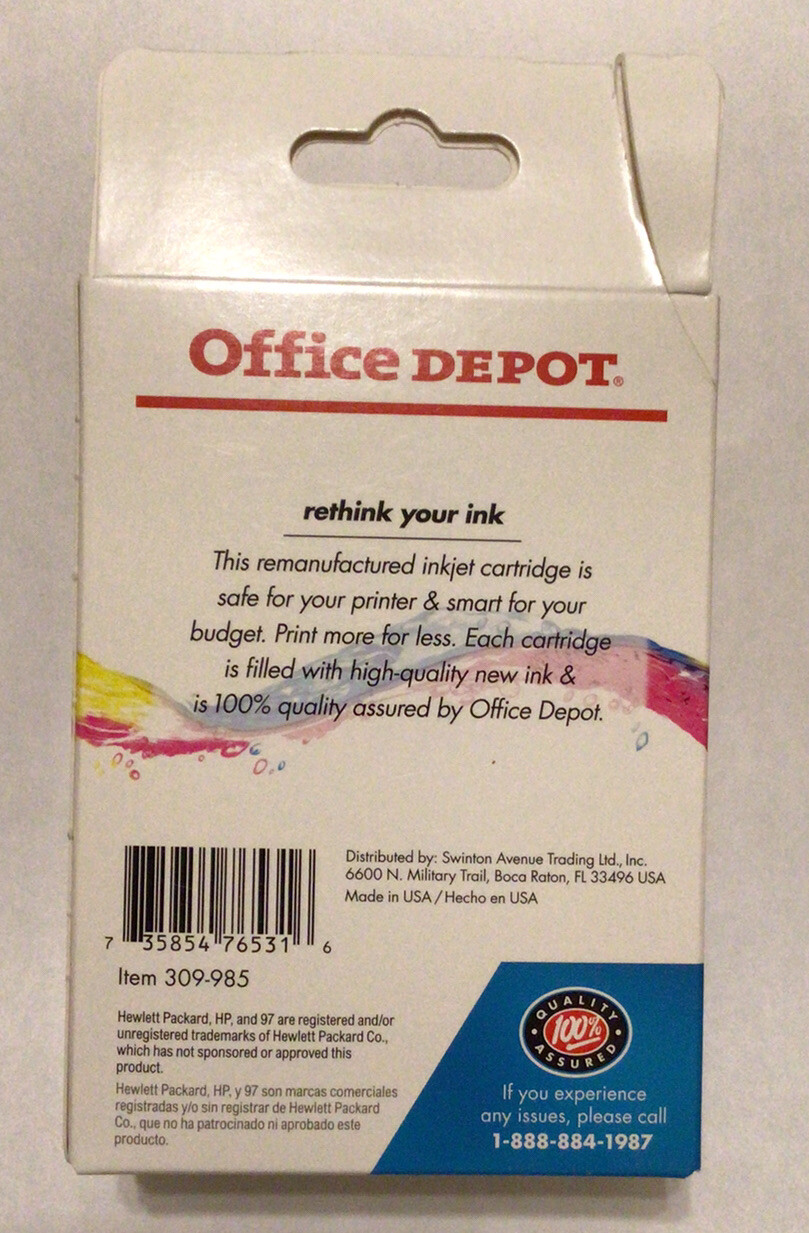 Office DEPOT®
rethink your ink
This remanufactured inkjet cartridge is
safe for your printer & smart for your
budget. Print more for less. Each cartridge
is filled with high-quality new ink &
is 100% quality assured by Office Depot.
7 35854 76531 6
Item 309-985
Distributed by: Swinton Avenue Trading Ltd., Inc.
6600 N. Military Trail, Boca Raton, FL 33496 USA
Made in USA / Hecho en USA
Hewlett Packard, HP, and 97 are registered and/or
unregistered trademarks of Hewlett Packard Co.,
which has not sponsored or approved this
product.
Hewlett Packard, HP, y 97 son marcas comerciales
registradas y/o sin registrar de Hewlett Packard
Co., que no ha patrocinado ni aprobado este
producto.
QUALITY
100%
ASSURED
If you experience
any issues, please call
1-888-884-1987